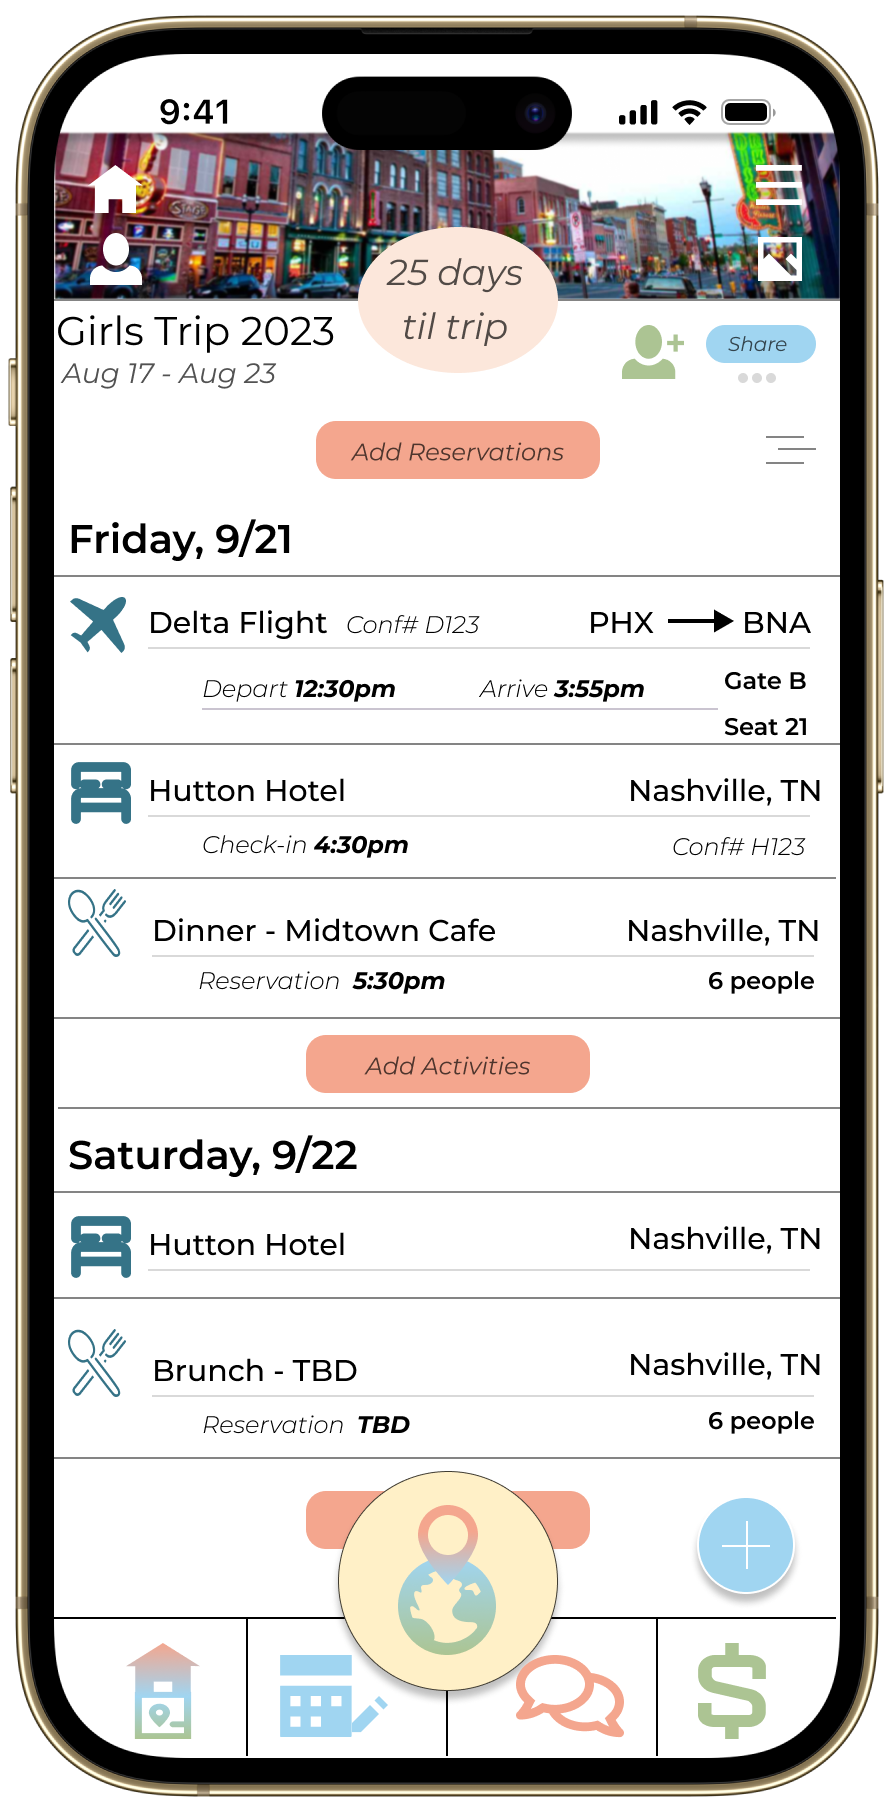 9:41
STAGE
25 days
til trip
Girls Trip 2023
Aug 17 - Aug 23
Share
Add Reservations
Friday, 9/21
Delta Flight Conf# D123 PHX BNA
Depart 12:30pm Arrive 3:55pm Gate B
Seat 21
Hutton Hotel Nashville, TN
Check-in 4:30pm Conf# H123
Dinner - Midtown Cafe Nashville, TN
Reservation 5:30pm 6 people
Add Activities
Saturday, 9/22
Hutton Hotel Nashville, TN
Brunch - TBD Nashville, TN
Reservation TBD 6 people